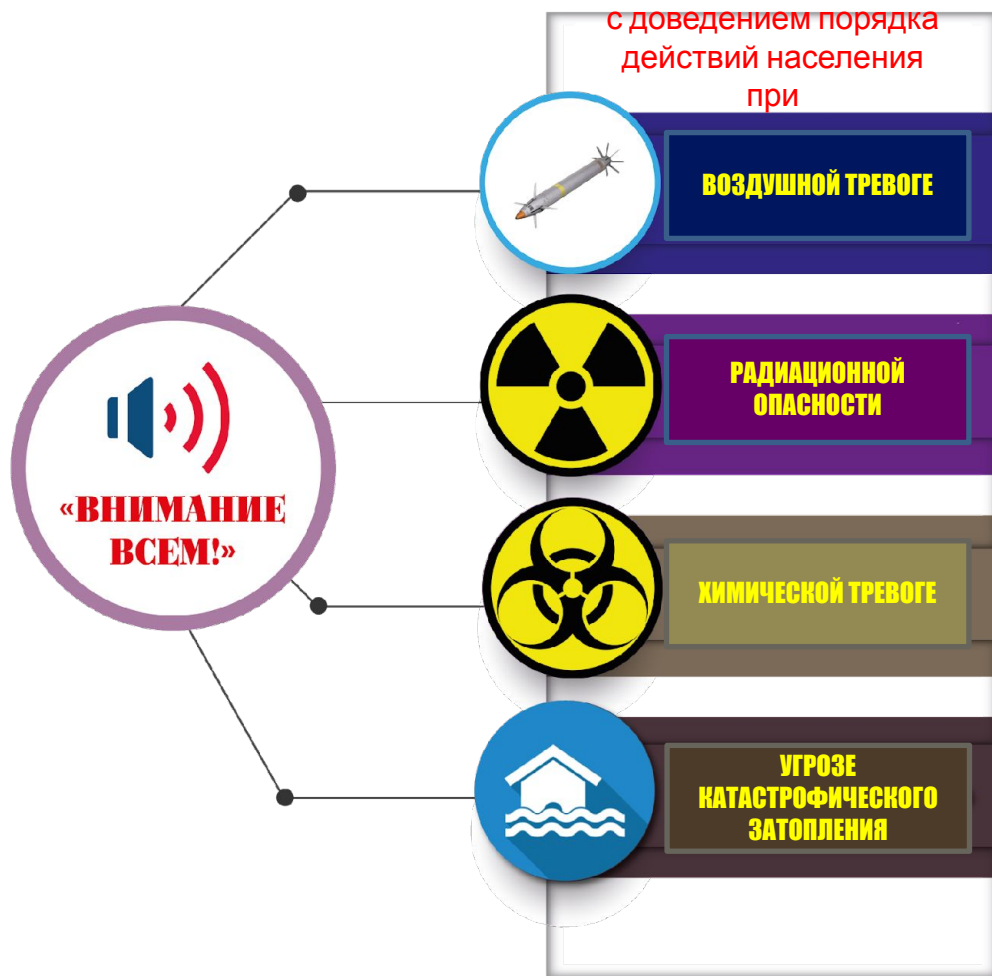 с доведением порядка
действий населения
при
ВОЗДУШНОЙ ТРЕВОГЕ
РАДИАЦИОННОЙ
ОПАСНОСТИ
«ВНИМАНИЕ
ВСЕМ!»
ХИМИЧЕСКОЙ ТРЕВОГЕ
УГРОЗЕ
КАТАСТРОФИЧЕСКОГО
ЗАТОПЛЕНИЯ